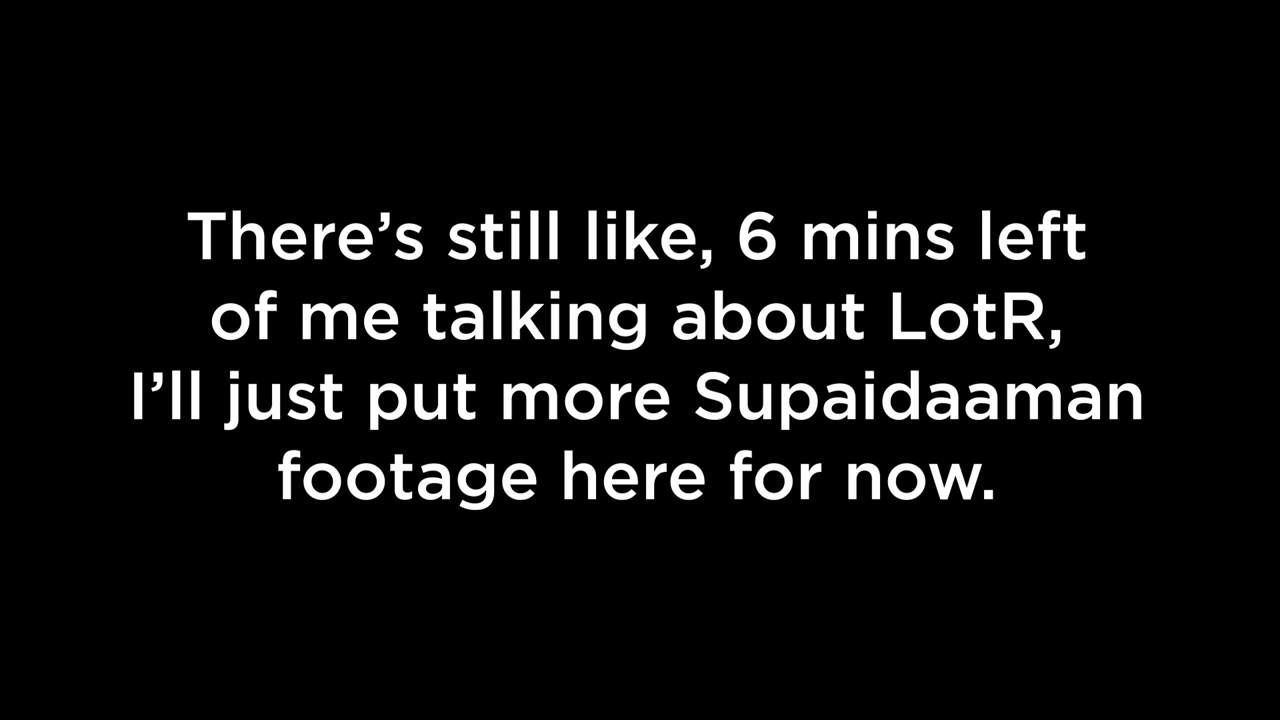 There’s still like, 6 mins left
of me talking about LotR,
I’ll just put more Supaidaaman
footage here for now.